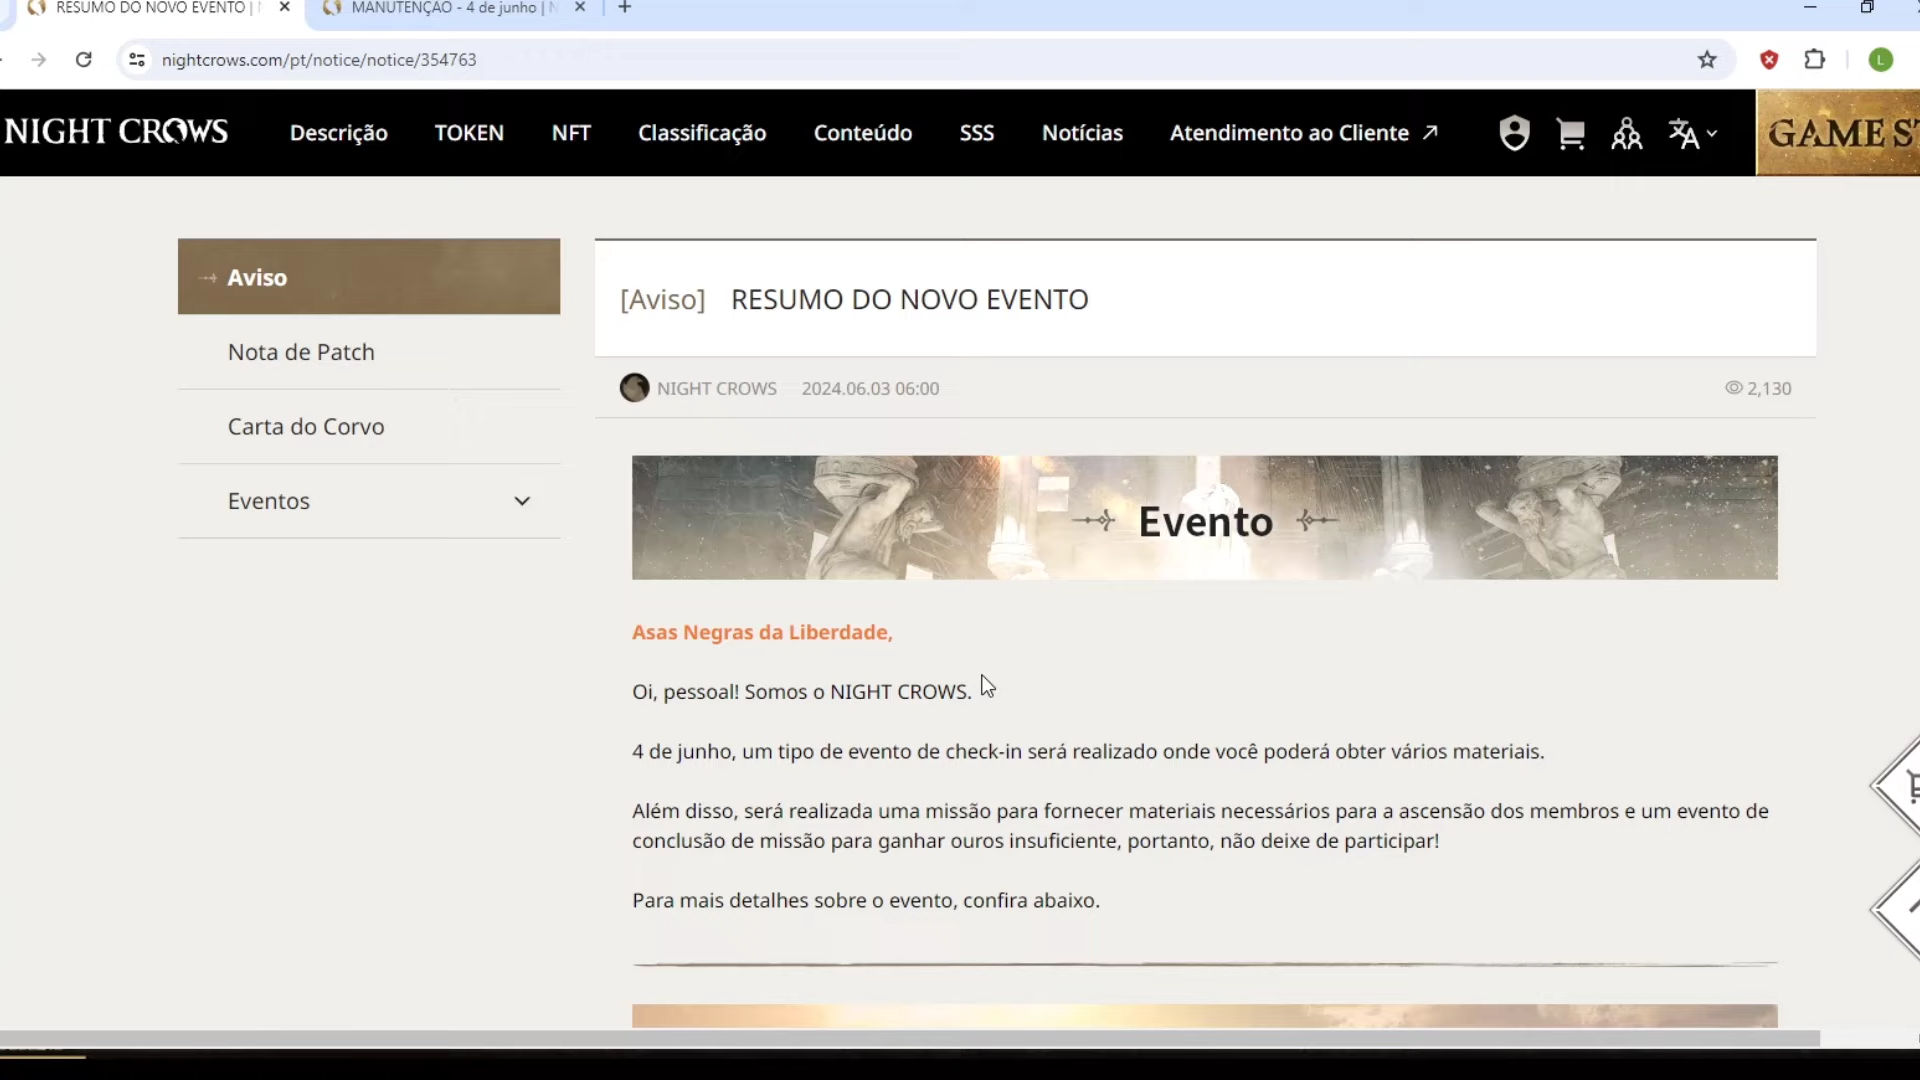 RESUMO DO NOVO EVENTO |
MANUTENÇÃO - 4 de junho |
nightcrows.com/pt/notice/notice/354763
L
NIGHT CROWS
Descrição
TOKEN
NFT
Classificação
Conteúdo
SSS
Notícias
Atendimento ao Cliente
GAME ST
Aviso
Nota de Patch
Carta do Corvo
Eventos
[Aviso] RESUMO DO NOVO EVENTO
NIGHT CROWS 2024.06.03 06:00
2,130
Evento
Asas Negras da Liberdade,
Oi, pessoal! Somos o NIGHT CROWS.
4 de junho, um tipo de evento de check-in será realizado onde você poderá obter vários materiais.
Além disso, será realizada uma missão para fornecer materiais necessários para a ascensão dos membros e um evento de
conclusão de missão para ganhar ouros insuficiente, portanto, não deixe de participar!
Para mais detalhes sobre o evento, confira abaixo.